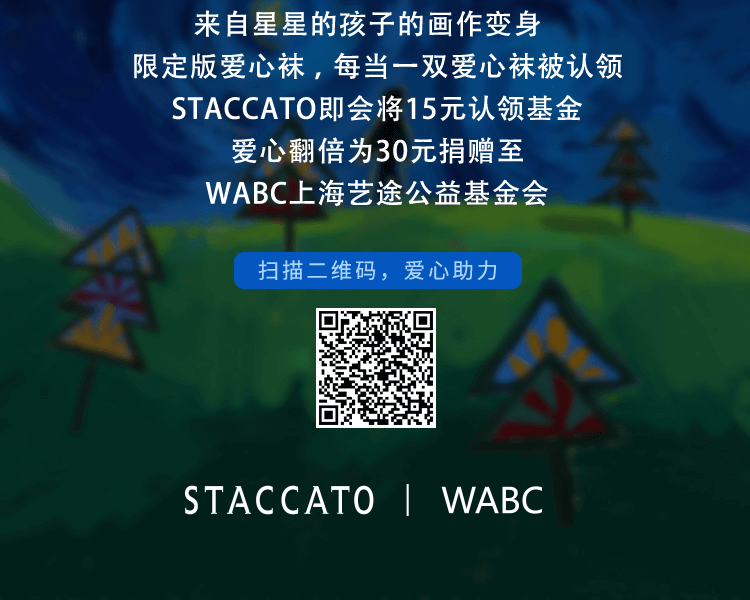 来自星星的孩子的画作变身
限定版爱心袜，每当一双爱心袜被认领
STACCATO即会将15元认领基金
爱心翻倍为30元捐赠至
WABC上海艺途公益基金会
扫描二维码，爱心助力
STACCATO | WABC